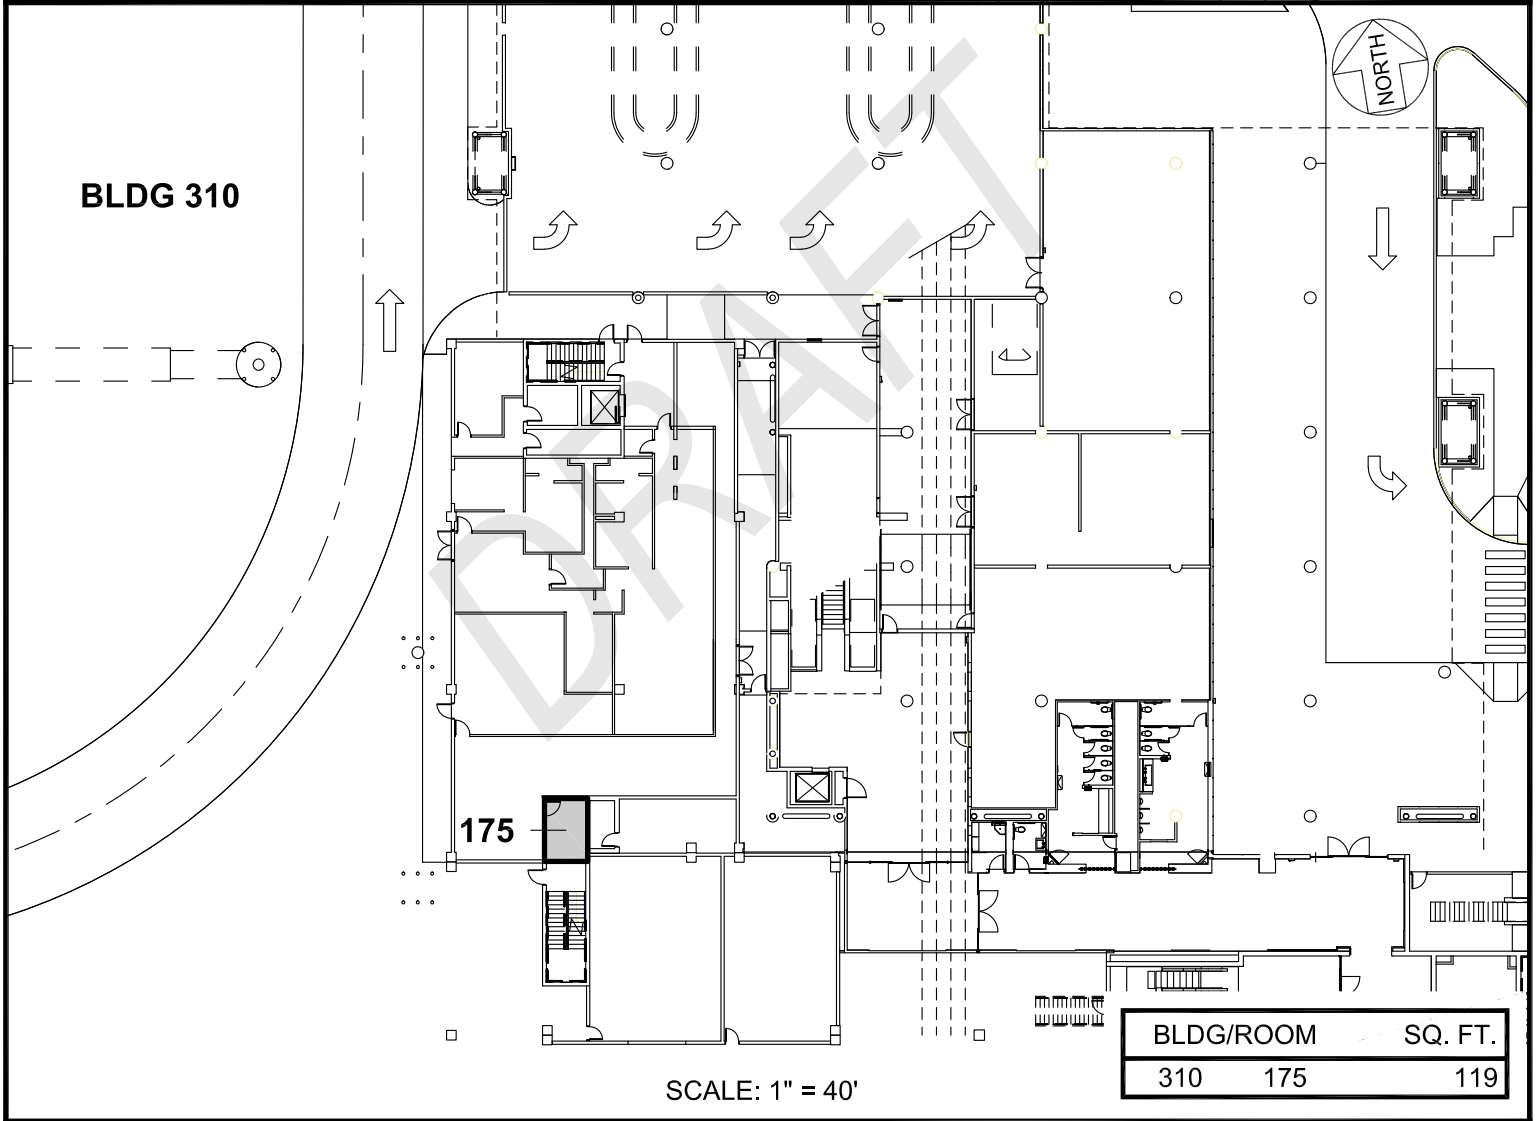 NORTH
BLDG 310
DRAFT
175
BLDG/ROOM SQ. FT.
310 175 119
SCALE: 1" = 40'